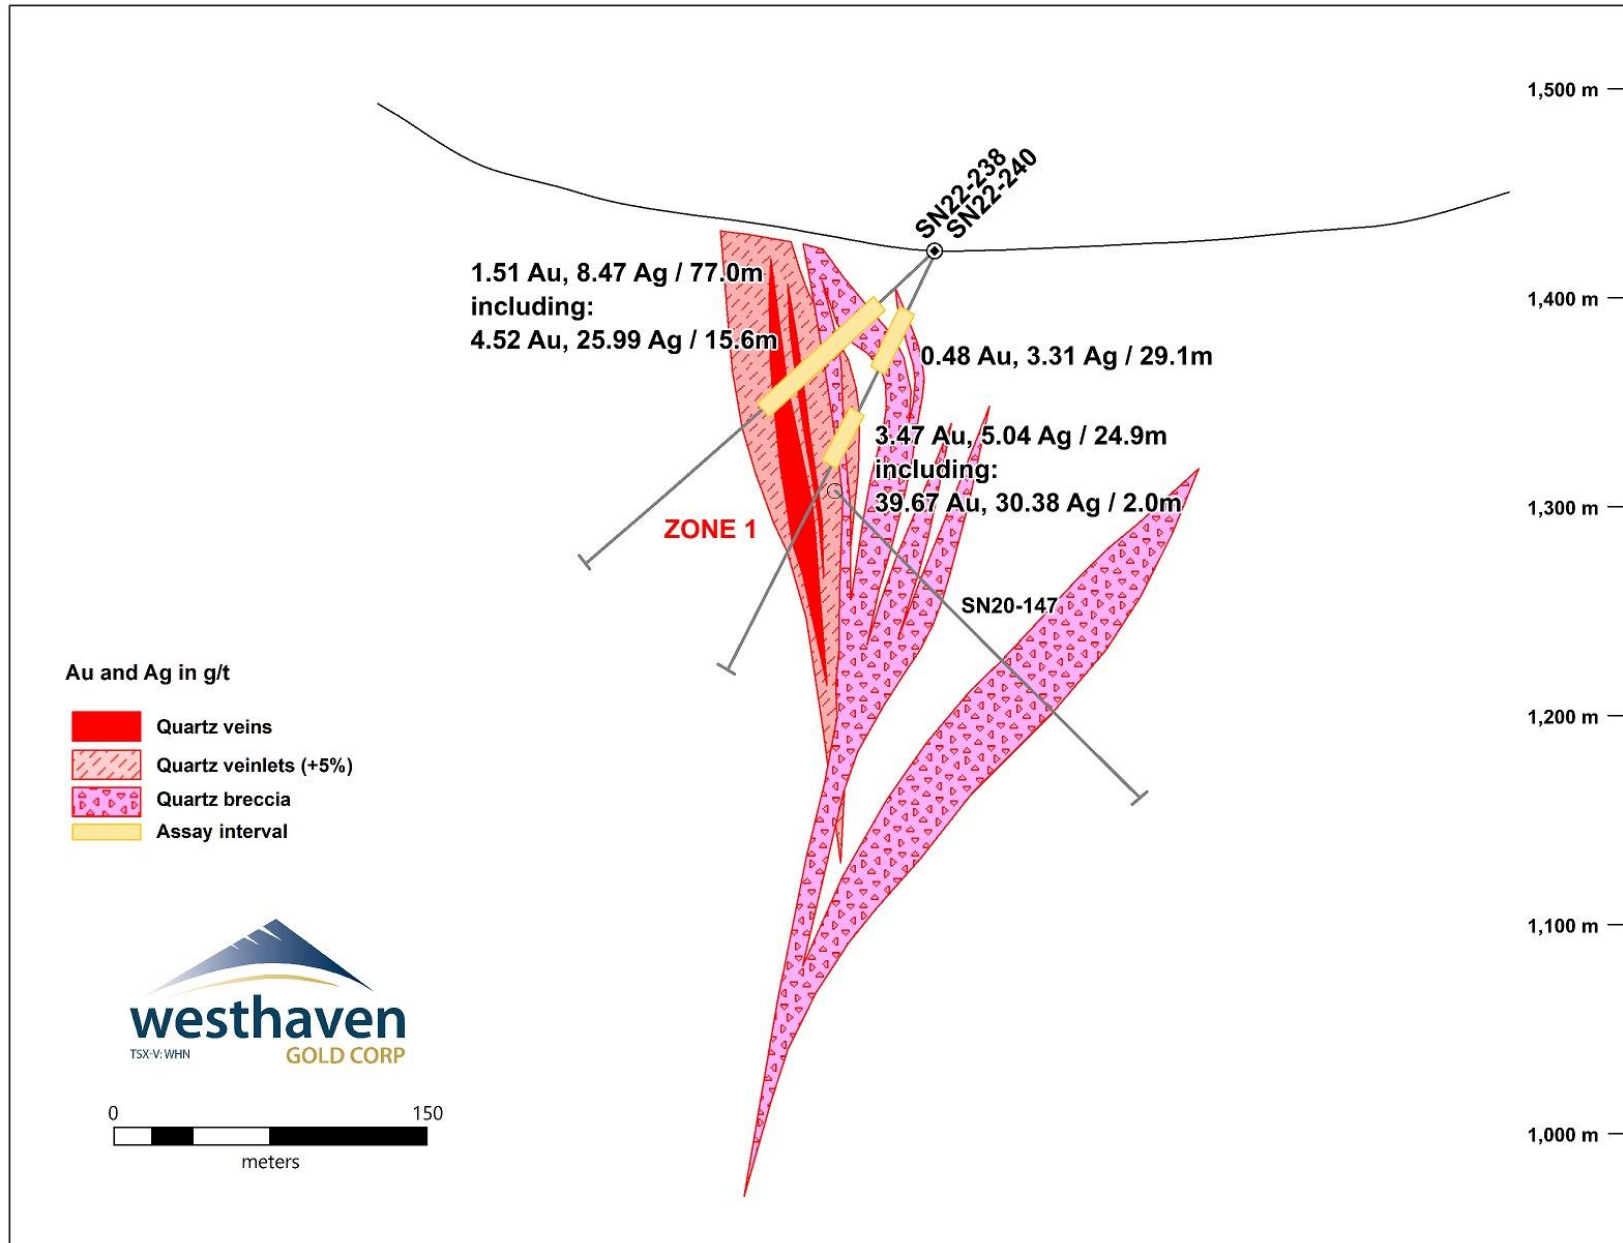 1,500 m
SN22-238
SN22-240
1.51 Au, 8.47 Ag / 77.0m
including:
4.52 Au, 25.99 Ag / 15.6m
1,400 m
0.48 Au, 3.31 Ag / 29.1m
3.47 Au, 5.04 Ag / 24.9m
including:
39.67 Au, 30.38 Ag / 2.0m
1,300 m
ZONE 1
SN20-147
Au and Ag in g/t
Quartz veins
Quartz veinlets (+5%)
Quartz breccia
Assay interval
1,200 m
1,100 m
westhaven
TSX-V: WHN
GOLD CORP
0 150
meters
1,000 m